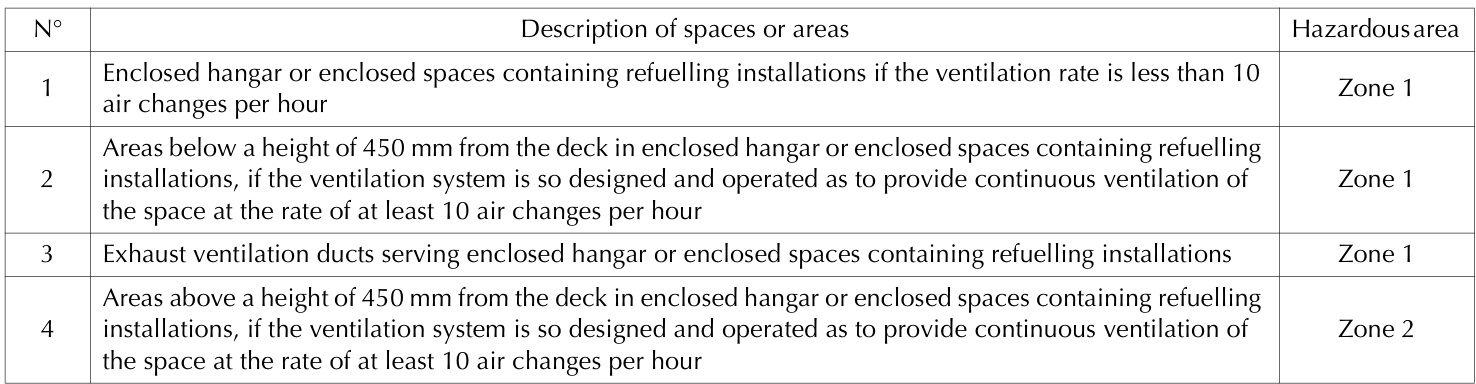 N° Description of spaces or areas Hazardous area
1 Enclosed hangar or enclosed spaces containing refuelling installations if the ventilation rate is less than 10 Zone 1
air changes per hour
2 Areas below a height of 450 mm from the deck in enclosed hangar or enclosed spaces containing refuelling
installations, if the ventilation system is so designed and operated as to provide continuous ventilation of Zone 1
the space at the rate of at least 10 air changes per hour
3 Exhaust ventilation ducts serving enclosed hangar or enclosed spaces containing refuelling installations Zone 1
4 Areas above a height of 450 mm from the deck in enclosed hangar or enclosed spaces containing refuelling
installations, if the ventilation system is so designed and operated as to provide continuous ventilation of Zone 2
the space at the rate of at least 10 air changes per hour